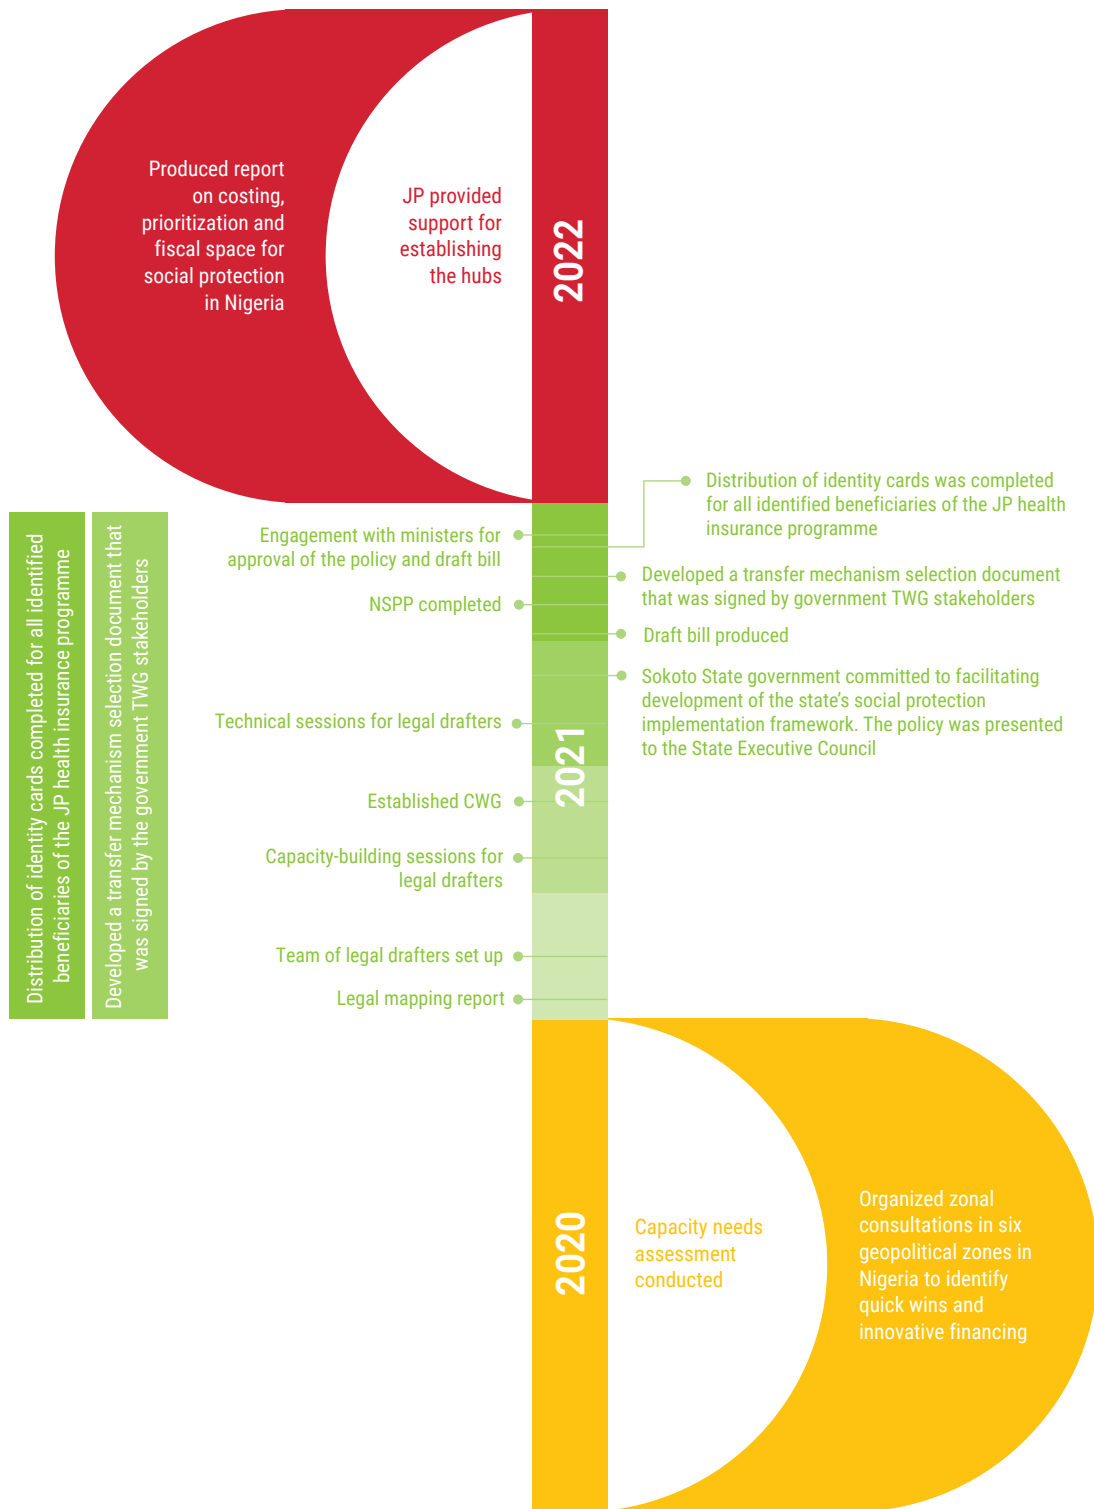 Produced report
on costing,
prioritization and
fiscal space for
social protection
in Nigeria
JP provided
support for
establishing
the hubs
2022
Distribution of identity cards was completed
for all identified beneficiaries of the JP health
insurance programme
Engagement with ministers for
approval of the policy and draft bill
Developed a transfer mechanism selection document
that was signed by government TWG stakeholders
NSPP completed
Draft bill produced
Sokoto State government committed to facilitating
development of the state's social protection
implementation framework. The policy was presented
to the State Executive Council
Technical sessions for legal drafters
2021
Established CWG
Capacity-building sessions for
legal drafters
Team of legal drafters set up
Legal mapping report
Distribution of identity cards completed for all identified
beneficiaries of the JP health insurance programme
Developed a transfer mechanism selection document that
was signed by the government TWG stakeholders
2020
Capacity needs
assessment
conducted
Organized zonal
consultations in six
geopolitical zones in
Nigeria to identify
quick wins and
innovative financing